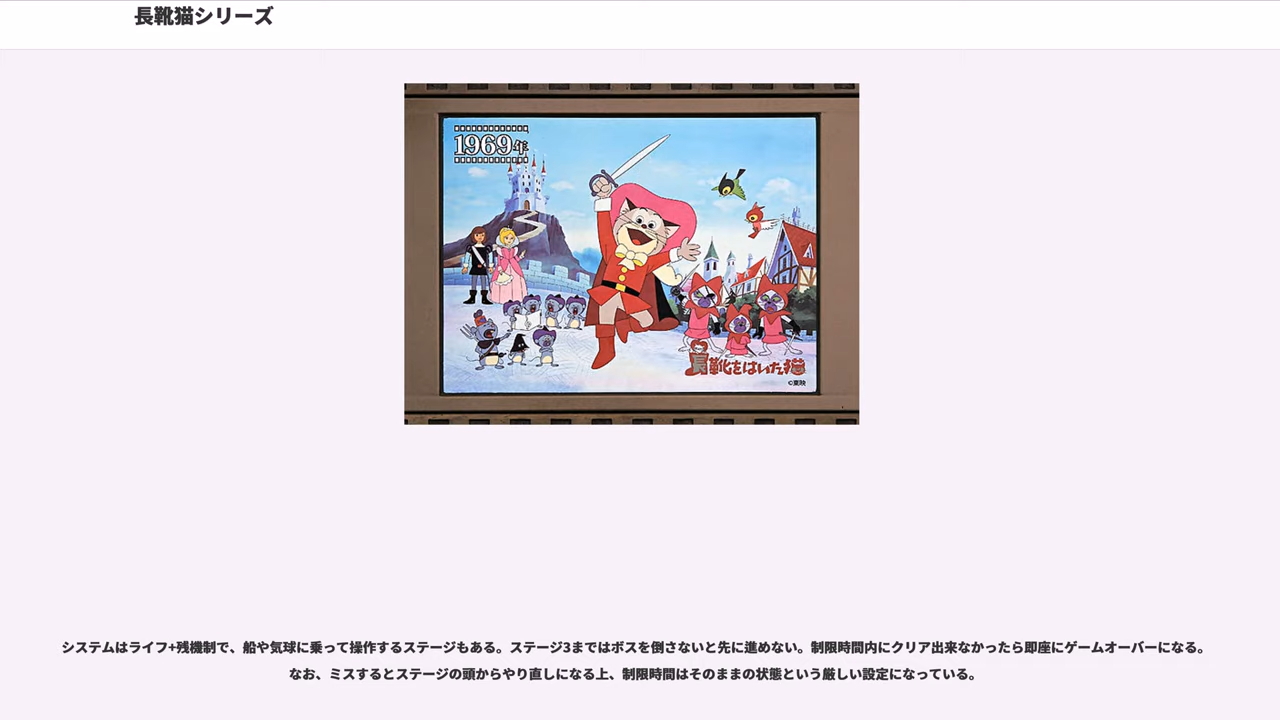 長靴猫シリーズ
1969年
長靴をはいた猫
©東映
システムはライフ+残機制で、船や気球に乗って操作するステージもある。ステージ3まではボスを倒さないと先に進めない。制限時間内にクリア出来なかったら即座にゲームオーバーになる。
なお、ミスするとステージの頭からやり直しになる上、制限時間はそのままの状態という厳しい設定になっている。